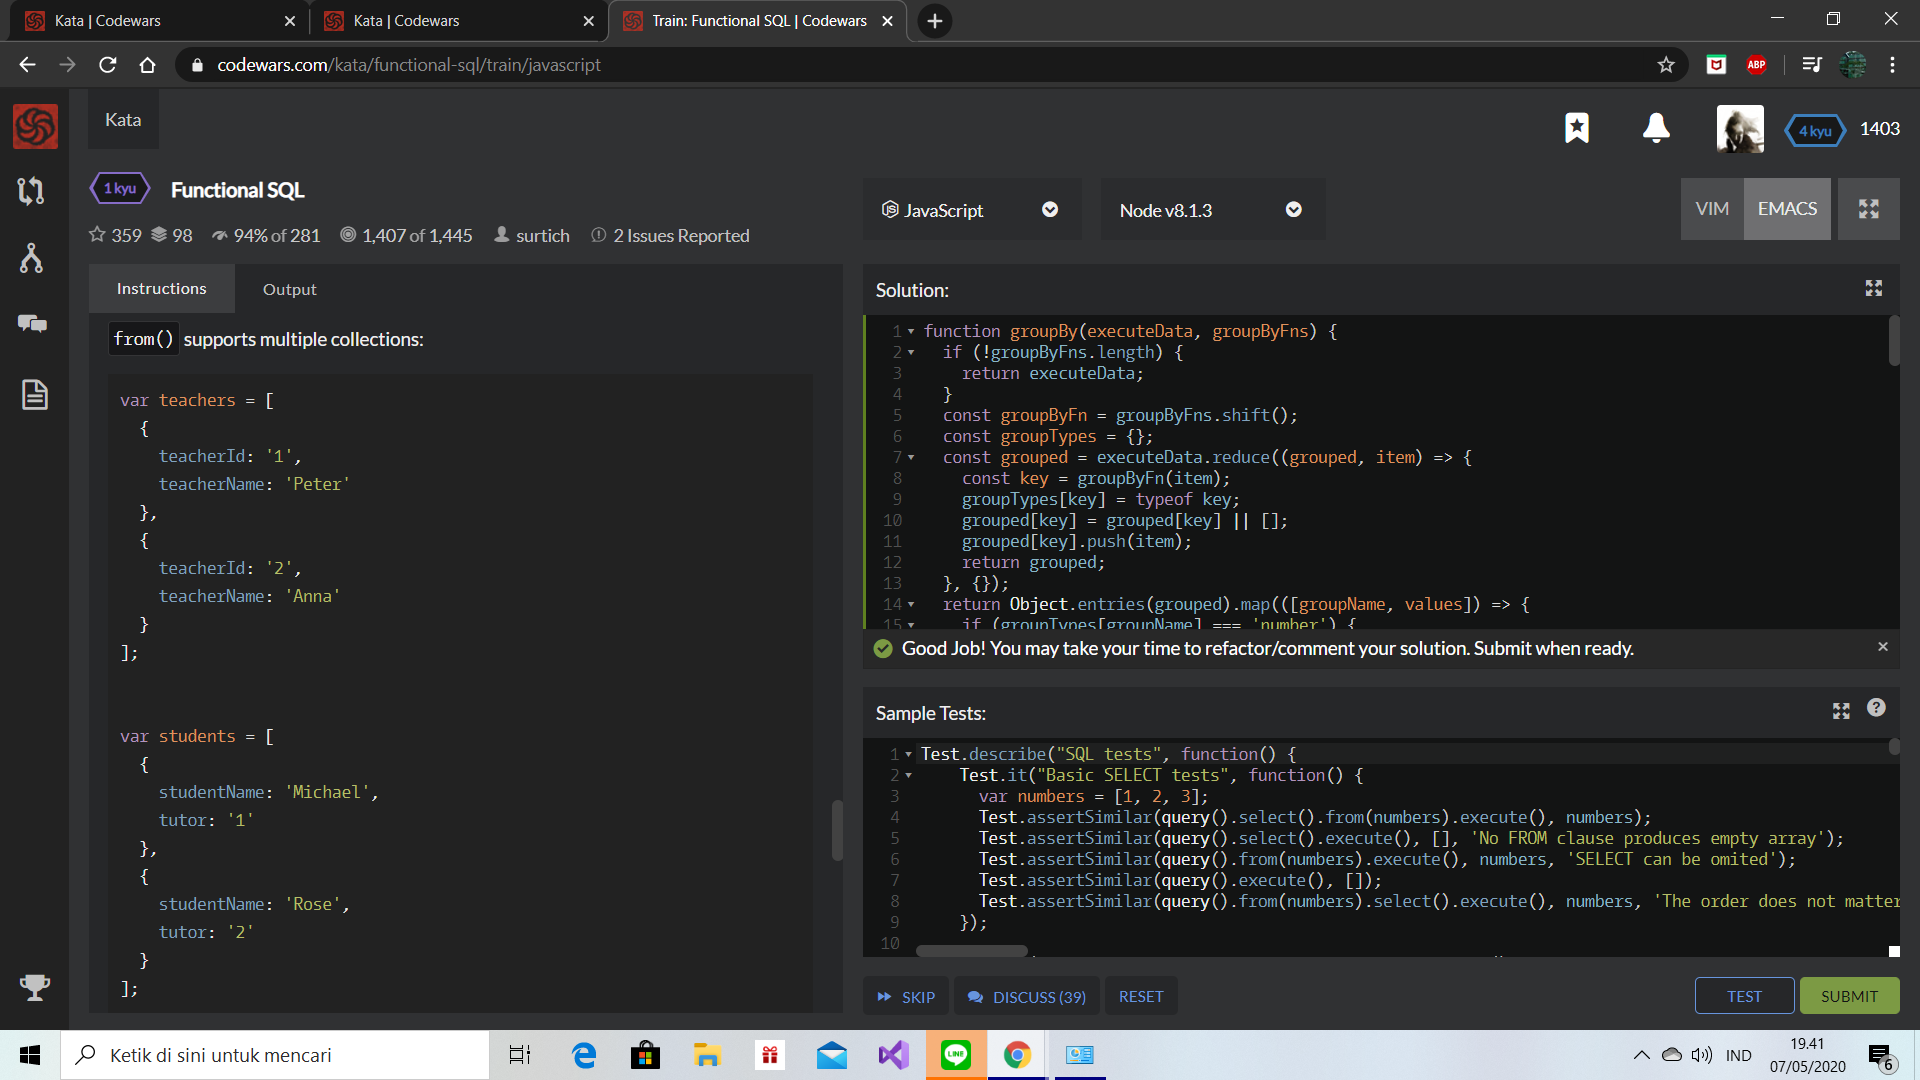 Kata | Codewars
Kata | Codewars
Train: Functional SQL | Codewars
codewars.com/kata/functional-sql/train/javascript
ABP
Kata
4 kyu
1403
1 kyu
Functional SQL
359
98
94% of 281
1,407 of 1,445
surtich
2 Issues Reported
JavaScript
Node v8.1.3
VIM
EMACS
Instructions
Output
from() supports multiple collections:
var teachers = [
{
teacherId: '1',
teacherName: 'Peter'
},
{
teacherId: '2',
teacherName: 'Anna'
}
];
var students = [
{
studentName: 'Michael',
tutor: '1'
},
{
studentName: 'Rose',
tutor: '2'
}
];
Solution:
1 function groupBy(executeData, groupByFns) {
2 if (!groupByFns.length) {
3 return executeData;
4 }
5 const groupByFn = groupByFns.shift();
6 const groupTypes = {};
7 const grouped = executeData.reduce((grouped, item) => {
8 const key = groupByFn(item);
9 groupTypes[key] = typeof key;
10 grouped[key] = grouped[key] || [];
11 grouped[key].push(item);
12 return grouped;
13 }, {});
14 return Object.entries(grouped).map(([groupName, values]) => {
15 if (groupTypes[groupName] === 'number') {
Good Job! You may take your time to refactor/comment your solution. Submit when ready.
Sample Tests:
1 Test.describe("SQL tests", function() {
2 Test.it("Basic SELECT tests", function() {
3 var numbers = [1, 2, 3];
4 Test.assertSimilar(query().select().from(numbers).execute(), numbers);
5 Test.assertSimilar(query().select().execute(), [], 'No FROM clause produces empty array');
6 Test.assertSimilar(query().from(numbers).execute(), numbers, 'SELECT can be omited');
7 Test.assertSimilar(query().execute(), []);
8 Test.assertSimilar(query().from(numbers).select().execute(), numbers, 'The order does not matter
9 });
10
SKIP
DISCUSS (39)
RESET
TEST
SUBMIT
Ketik di sini untuk mencari
LINE
IND
19.41
07/05/2020
6